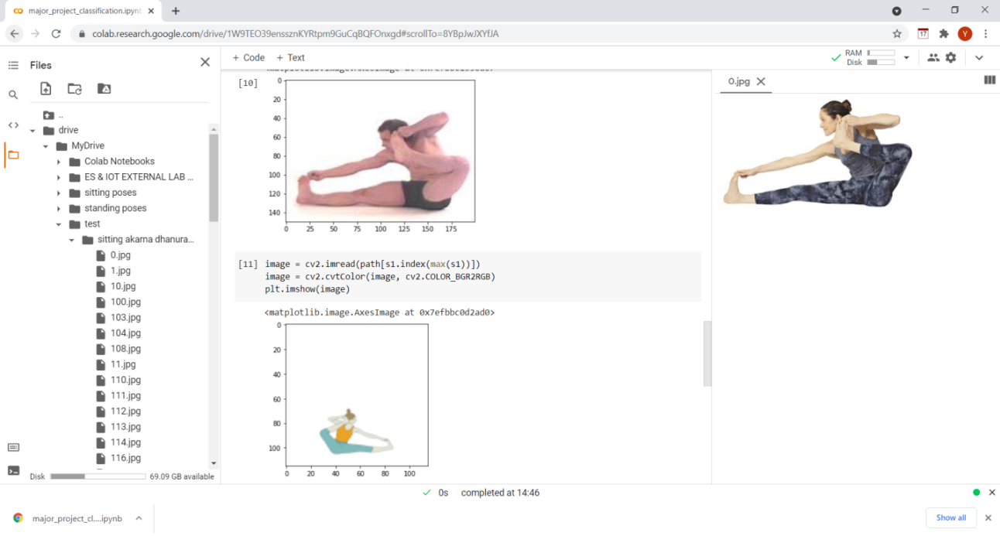 major_project_classification.ipynb
colab.research.google.com/drive/1W9TEO39enssznKYRtpm9GuCqBQFOnxgd#scrollTo=8YBpJwJXYfJA
17
Y
Files
+ Code + Text
RAM
Disk
..
drive
MyDrive
Colab Notebooks
ES & IOT EXTERNAL LAB ...
sitting poses
standing poses
test
sitting akarna dhanura...
0.jpg
1.jpg
10.jpg
100.jpg
103.jpg
104.jpg
108.jpg
11.jpg
110.jpg
111.jpg
112.jpg
113.jpg
114.jpg
116.jpg
Disk 69.09 GB available
[10]
0
20
40
60
80
100
120
140
0 25 50 75 100 125 150 175
[11] image = cv2.imread(path[s1.index(max(s1))])
image = cv2.cvtColor(image, cv2.COLOR_BGR2RGB)
plt.imshow(image)
<matplotlib.image.AxesImage at 0x7efbbc0d2ad0>
0
20
40
60
80
100
0 20 40 60 80 100
0.jpg
0s completed at 14:46
major_project_cl....ipynb
Show all